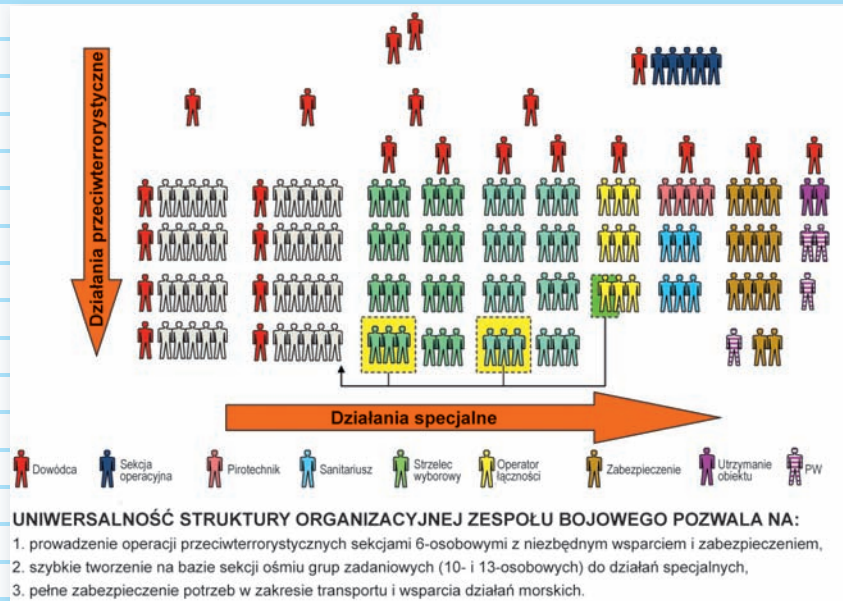 Działania przeciwterrorystyczne
Działania specjalne
Dowódca
Sekcja
operacyjna
Pirotechnik
Sanitariusz
Strzelec
wyborowy
Operator
łączności
Zabezpieczenie
Utrzymanie
obiektu
PW
UNIWERSALNOŚĆ STRUKTURY ORGANIZACYJNEJ ZESPOŁU BOJOWEGO POZWALA NA:
1. prowadzenie operacji przeciwterrorystycznych sekcjami 6-osobowymi z niezbędnym wsparciem i zabezpieczeniem,
2. szybkie tworzenie na bazie sekcji ośmiu grup zadaniowych (10- i 13-osobowych) do działań specjalnych,
3. pełne zabezpieczenie potrzeb w zakresie transportu i wsparcia działań morskich.